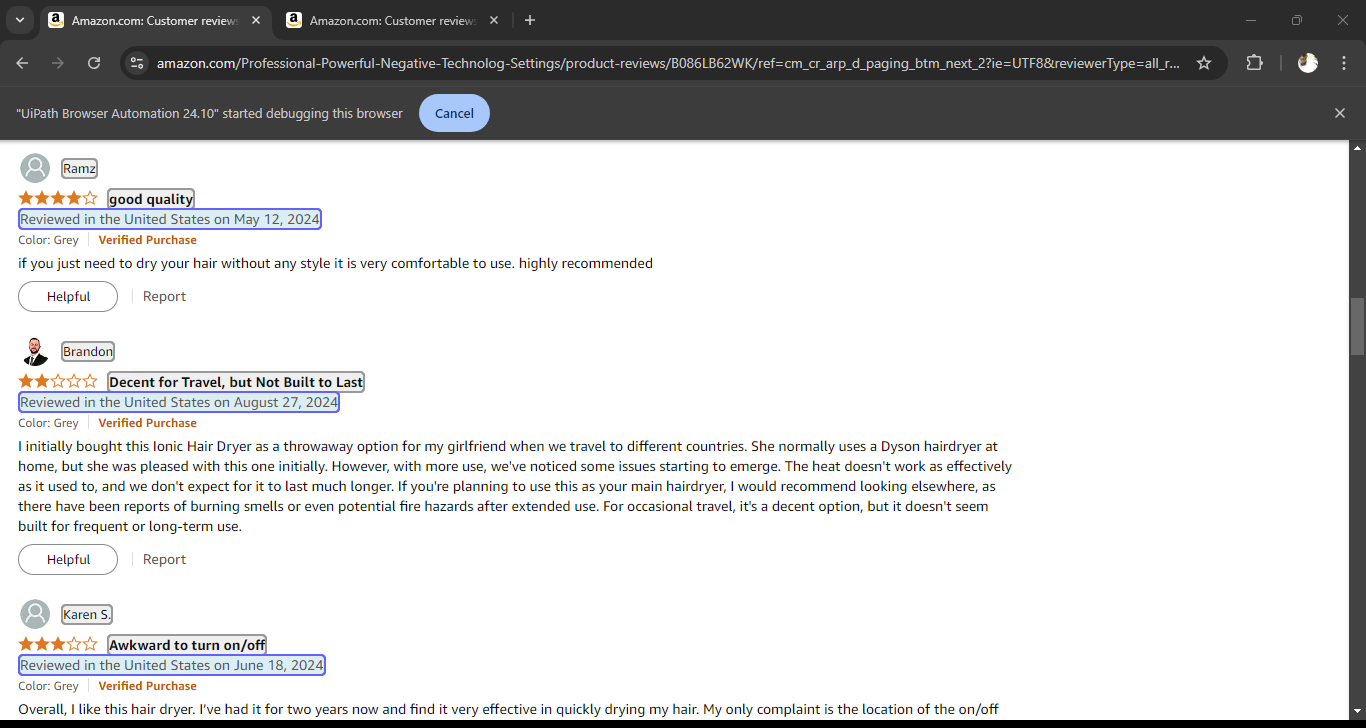 Amazon.com: Customer reviews
Amazon.com: Customer reviews
amazon.com/Professional-Powerful-Negative-Technolog-Settings/product-reviews/B086LB62WK/ref=cm_cr_arp_d_paging_btm_next_2?ie=UTF8&reviewerType=all_r...
"UiPath Browser Automation 24.10" started debugging this browser
Cancel
Ramz
good quality
Reviewed in the United States on May 12, 2024
Color: Grey Verified Purchase
if you just need to dry your hair without any style it is very comfortable to use. highly recommended
Helpful Report
Brandon
Decent for Travel, but Not Built to Last
Reviewed in the United States on August 27, 2024
Color: Grey Verified Purchase
I initially bought this Ionic Hair Dryer as a throwaway option for my girlfriend when we travel to different countries. She normally uses a Dyson hairdryer at
home, but she was pleased with this one initially. However, with more use, we've noticed some issues starting to emerge. The heat doesn't work as effectively
as it used to, and we don't expect for it to last much longer. If you're planning to use this as your main hairdryer, I would recommend looking elsewhere, as
there have been reports of burning smells or even potential fire hazards after extended use. For occasional travel, it's a decent option, but it doesn't seem
built for frequent or long-term use.
Helpful Report
Karen S.
Awkward to turn on/off
Reviewed in the United States on June 18, 2024
Color: Grey Verified Purchase
Overall, I like this hair dryer. I've had it for two years now and find it very effective in quickly drying my hair. My only complaint is the location of the on/off